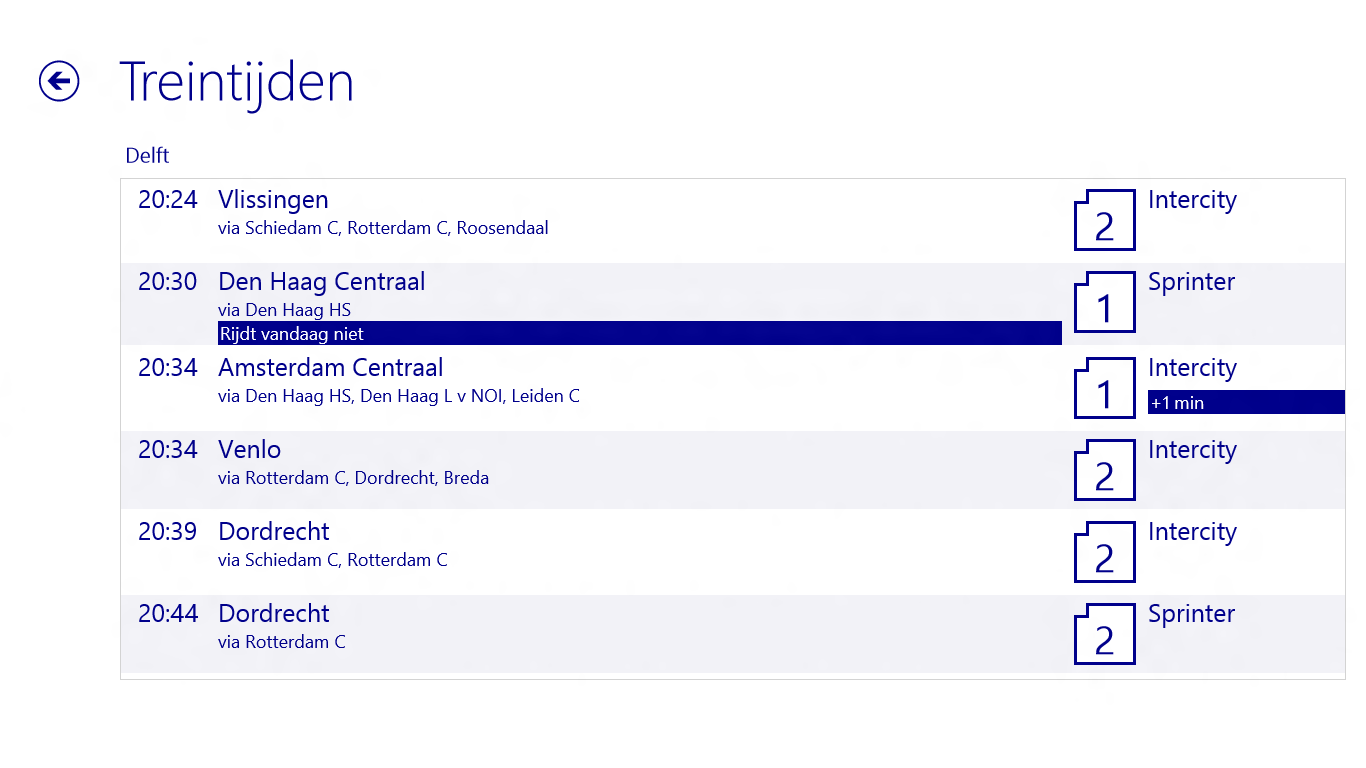 Treintijden
Delft
20:24 Vlissingen 2 Intercity
via Schiedam C, Rotterdam C, Roosendaal
20:30 Den Haag Centraal 1 Sprinter
via Den Haag HS
Rijdt vandaag niet
20:34 Amsterdam Centraal 1 Intercity
via Den Haag HS, Den Haag L v NOI, Leiden C +1 min
20:34 Venlo 2 Intercity
via Rotterdam C, Dordrecht, Breda
20:39 Dordrecht 2 Intercity
via Schiedam C, Rotterdam C
20:44 Dordrecht 2 Sprinter
via Rotterdam C